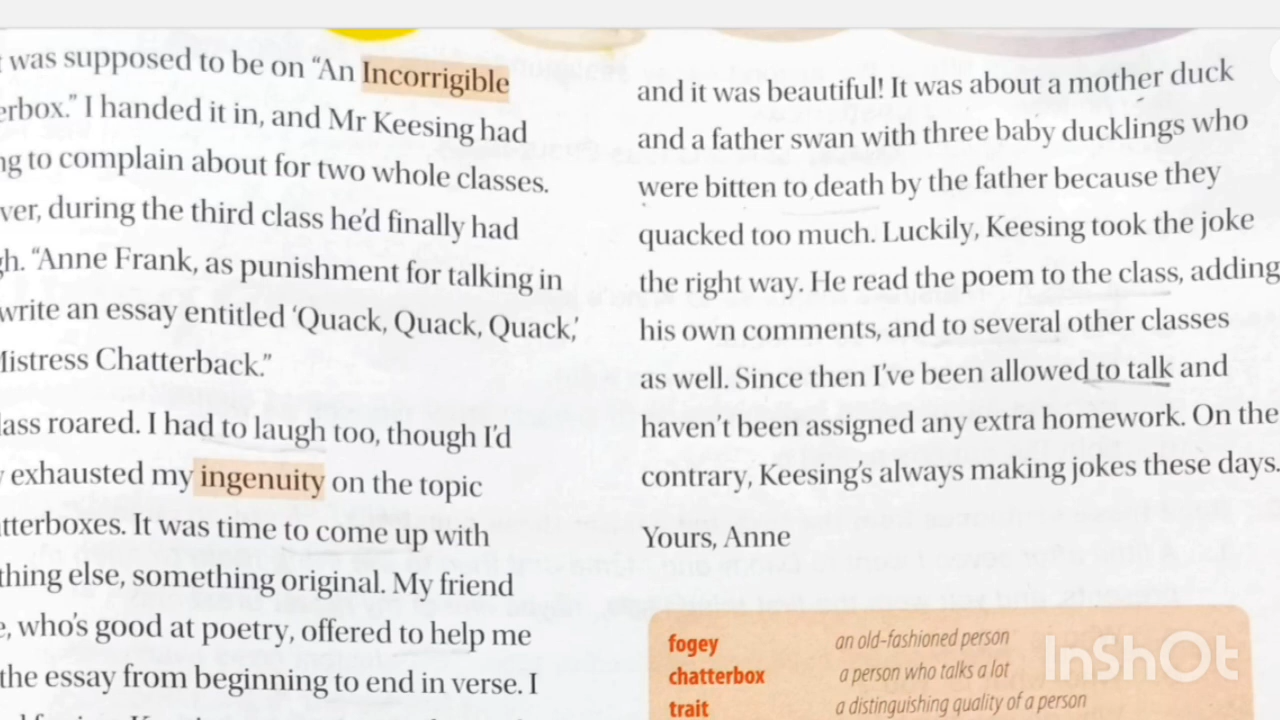 was supposed to be on “An Incorrigible
erbox.” I handed it in, and Mr Keesing had
ng to complain about for two whole classes.
ver, during the third class he’d finally had
gh. “Anne Frank, as punishment for talking in
write an essay entitled ‘Quack, Quack, Quack,’
Mistress Chatterback.”
lass roared. I had to laugh too, though I’d
exhausted my ingenuity on the topic
tterboxes. It was time to come up with
thing else, something original. My friend
e, who’s good at poetry, offered to help me
the essay from beginning to end in verse. I
and it was beautiful! It was about a mother duck
and a father swan with three baby ducklings who
were bitten to death by the father because they
quacked too much. Luckily, Keesing took the joke
the right way. He read the poem to the class, adding
his own comments, and to several other classes
as well. Since then I’ve been allowed to talk and
haven’t been assigned any extra homework. On the
contrary, Keesing’s always making jokes these days.
Yours, Anne
fogey an old-fashioned person
chatterbox a person who talks a lot
trait a distinguishing quality of a person
InShOt